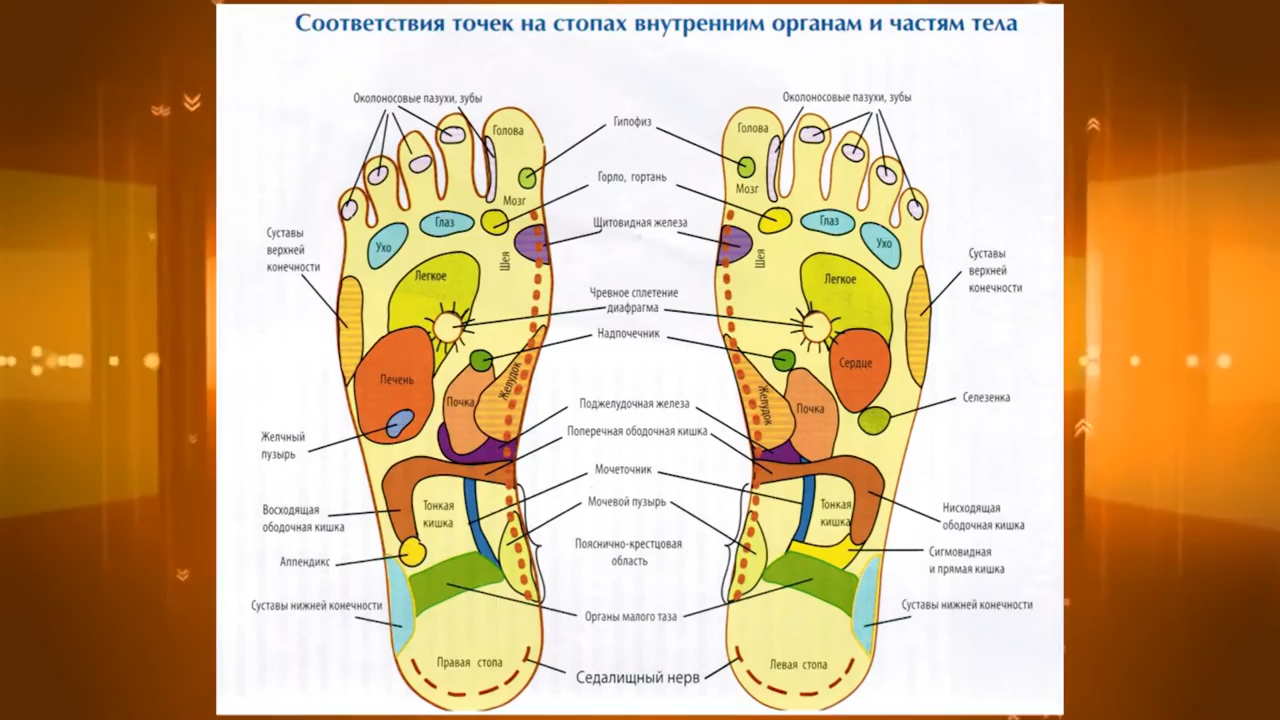 Соответствия точек на стопах внутренним органам и частям тела
Околоносовые пазухи, зубы
Околоносовые пазухи, зубы
Голова
Гипофиз
Голова
Горло, гортань
Мозг
Мозг
Глаз
Щитовидная железа
Глаз
Ухо
Ухо
Суставы
верхней
конечности
Шея
Шея
Суставы
верхней
конечности
Легкое
Легкое
Чревное сплетение
диафрагма
Надпочечник
Печень
Желудок
Сердце
Желудок
Почка
Поджелудочная железа
Почка
Селезенка
Поперечная ободочная кишка
Желчный
пузырь
Мочеточник
Мочевой пузырь
Восходящая
ободочная кишка
Тонкая
кишка
Тонкая
кишка
Нисходящая
ободочная кишка
Пояснично-крестцовая
область
Аппендикс
Сигмовидная
и прямая кишка
Суставы нижней конечности
Органы малого таза
Суставы нижней конечности
Правая стопа
Седалищный нерв
Левая стопа